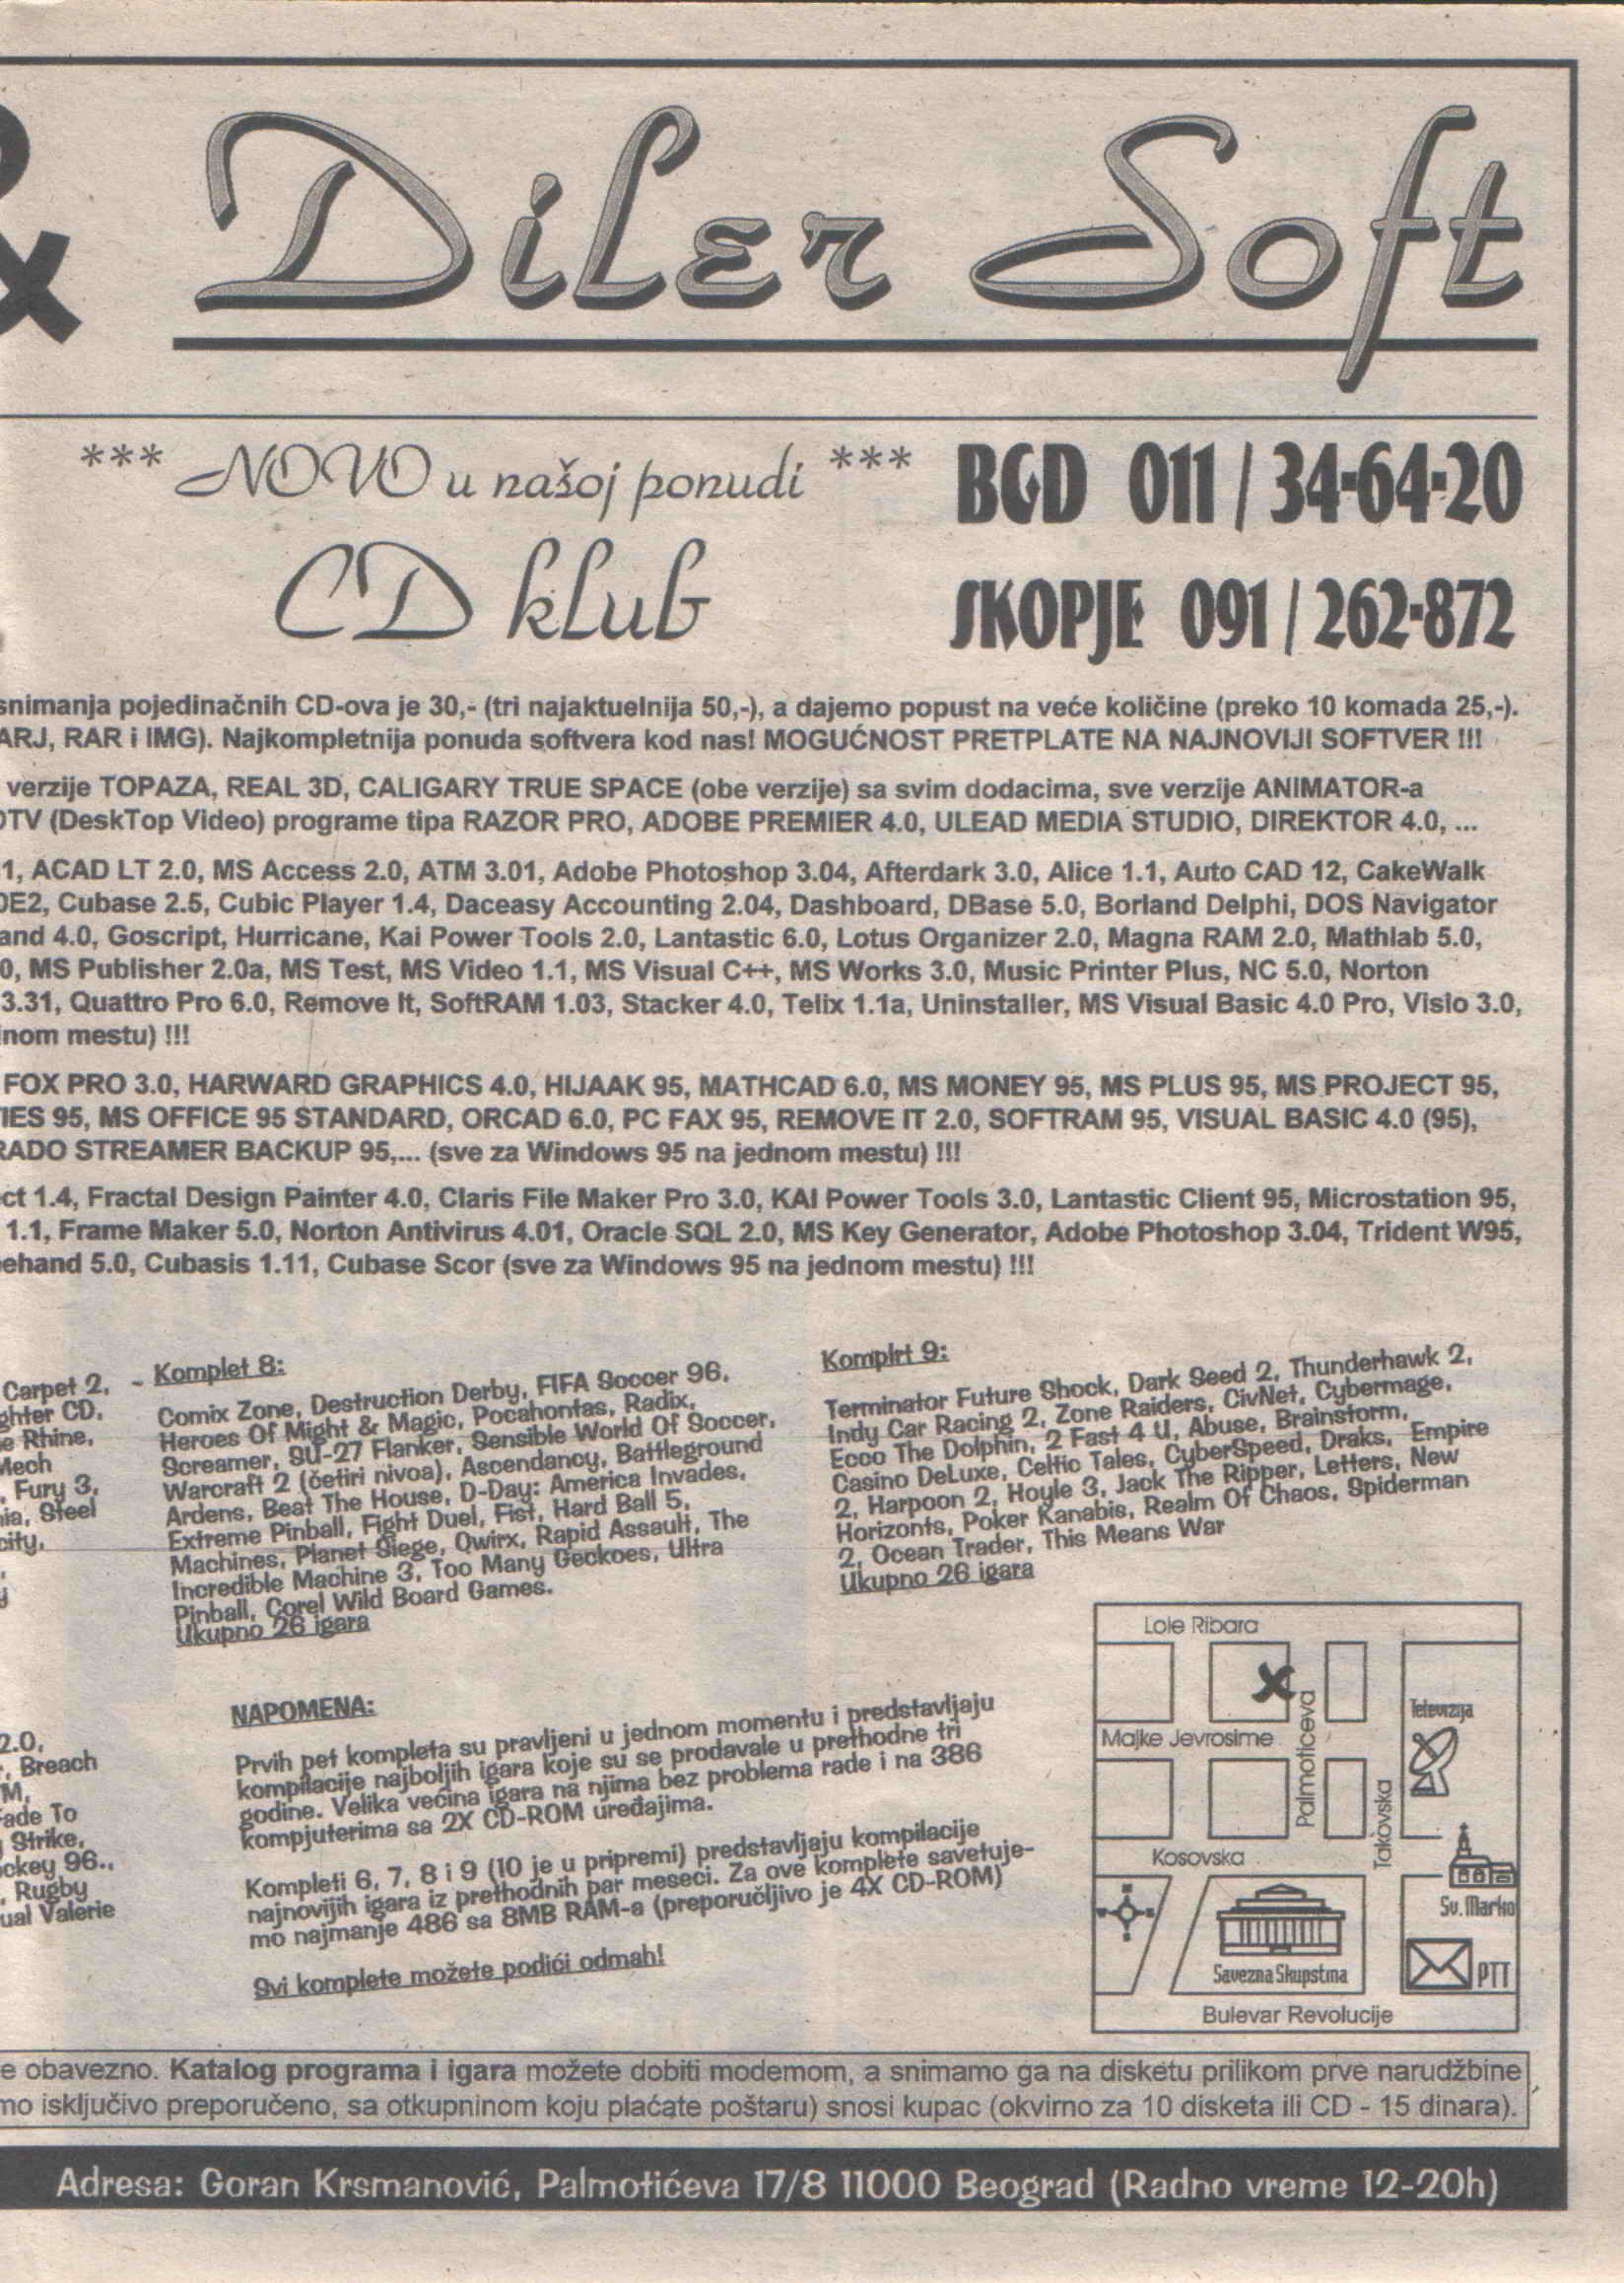 & Diler Soft
*** NOVO u našoj ponudi ***
CD klub
BGD 011 / 34-64-20
SKOPJE 091 / 262-872
snimanja pojedinačnih CD-ova je 30,- (tri najaktuelnija 50,-), a dajemo popust na veće količine (preko 10 komada 25,-).
ARJ, RAR i IMG). Najkompletnija ponuda softvera kod nas! MOGUĆNOST PRETPLATE NA NAJNOVIJI SOFTVER !!!
verzije TOPAZA, REAL 3D, CALIGARY TRUE SPACE (obe verzije) sa svim dodacima, sve verzije ANIMATOR-a
DTV (DeskTop Video) programe tipa RAZOR PRO, ADOBE PREMIER 4.0, ULEAD MEDIA STUDIO, DIREKTOR 4.0, ...
1, ACAD LT 2.0, MS Access 2.0, ATM 3.01, Adobe Photoshop 3.04, Afterdark 3.0, Alice 1.1, Auto CAD 12, CakeWalk
DE2, Cubase 2.5, Cubic Player 1.4, Daceasy Accounting 2.04, Dashboard, DBase 5.0, Borland Delphi, DOS Navigator
and 4.0, Goscript, Hurricane, Kai Power Tools 2.0, Lantastic 6.0, Lotus Organizer 2.0, Magna RAM 2.0, Mathlab 5.0,
0, MS Publisher 2.0a, MS Test, MS Video 1.1, MS Visual C++, MS Works 3.0, Music Printer Plus, NC 5.0, Norton
3.31, Quattro Pro 6.0, Remove It, SoftRAM 1.03, Stacker 4.0, Telix 1.1a, Uninstaller, MS Visual Basic 4.0 Pro, Visio 3.0,
nom mestu) !!!
FOX PRO 3.0, HARWARD GRAPHICS 4.0, HIJAAK 95, MATHCAD 6.0, MS MONEY 95, MS PLUS 95, MS PROJECT 95,
TIES 95, MS OFFICE 95 STANDARD, ORCAD 6.0, PC FAX 95, REMOVE IT 2.0, SOFTRAM 95, VISUAL BASIC 4.0 (95),
RADO STREAMER BACKUP 95,... (sve za Windows 95 na jednom mestu) !!!
ct 1.4, Fractal Design Painter 4.0, Claris File Maker Pro 3.0, KAI Power Tools 3.0, Lantastic Client 95, Microstation 95,
1.1, Frame Maker 5.0, Norton Antivirus 4.01, Oracle SQL 2.0, MS Key Generator, Adobe Photoshop 3.04, Trident W95,
ehand 5.0, Cubasis 1.11, Cubase Scor (sve za Windows 95 na jednom mestu) !!!
Carpet 2,
ghter CD,
e Rhine,
Mech
, Fury 3,
nia, Steel
city,
Komplet 8:
Comix Zone, Destruction Derby, FIFA Soccer 96,
Heroes Of Might & Magic, Pocahontas, Radix,
Screamer, SU-27 Flanker, Sensible World Of Soccer,
Warcraft 2 (četiri nivoa), Ascendancy, Battleground
Ardens, Beat The House, D-Day: America Invades,
Extreme Pinball, Fight Duel, Fist, Hard Ball 5,
Machines, Planet Siege, Qwirx, Rapid Assault, The
Incredible Machine 3, Too Many Geckoes, Ultra
Pinball, Corel Wild Board Games.
Ukupno 26 igara
Komplrt 9:
Terminator Future Shock, Dark Seed 2, Thunderhawk 2,
Indy Car Racing 2, Zone Raiders, CivNet, Cybermage,
Ecco The Dolphin, 2 Fast 4 U, Abuse, Brainstorm,
Casino DeLuxe, Celtic Tales, CyberSpeed, Draks, Empire
2, Harpoon 2, Hoyle 3, Jack The Ripper, Letters, New
Horizonts, Poker Kanabis, Realm Of Chaos, Spiderman
2, Ocean Trader, This Means War
Ukupno 26 igara
2.0,
, Breach
M,
Fade To
Strike,
ockey 96.,
, Rugby
ual Valerie
NAPOMENA:
Prvih pet kompleta su pravljeni u jednom momentu i predstavljaju
kompilacije najboljih igara koje su se prodavale u prethodne tri
godine. Velika većina igara na njima bez problema rade i na 386
kompjuterima sa 2X CD-ROM uređajima.
Kompleti 6, 7, 8 i 9 (10 je u pripremi) predstavljaju kompilacije
najnovijih igara iz prethodnih par meseci. Za ove komplete savetuje-
mo najmanje 486 sa 8MB RAM-a (preporučljivo je 4X CD-ROM)
Svi komplete možete podići odmah!
Lole Ribara
Majke Jevrosime
Palmoticeva
Televizija
Takovska
Kosovska
Sv. Marko
Savezna Skupstina
PTT
Bulevar Revolucije
e obavezno. Katalog programa i igara možete dobiti modemom, a snimamo ga na disketu prilikom prve narudžbine
mo isključivo preporučeno, sa otkupninom koju plaćate poštaru) snosi kupac (okvirno za 10 disketa ili CD - 15 dinara).
Adresa: Goran Krsmanović, Palmotićeva 17/8 11000 Beograd (Radno vreme 12-20h)